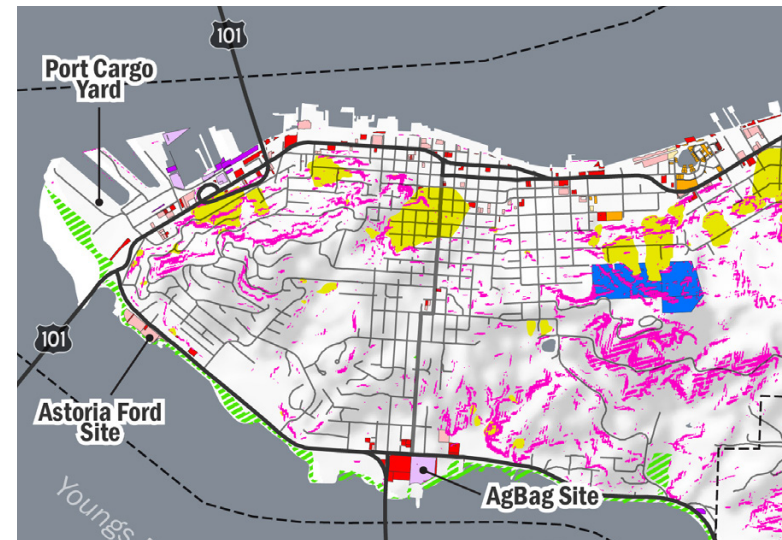 101
Port Cargo
Yard
101
Astoria Ford
Site
AgBag Site
Youngs